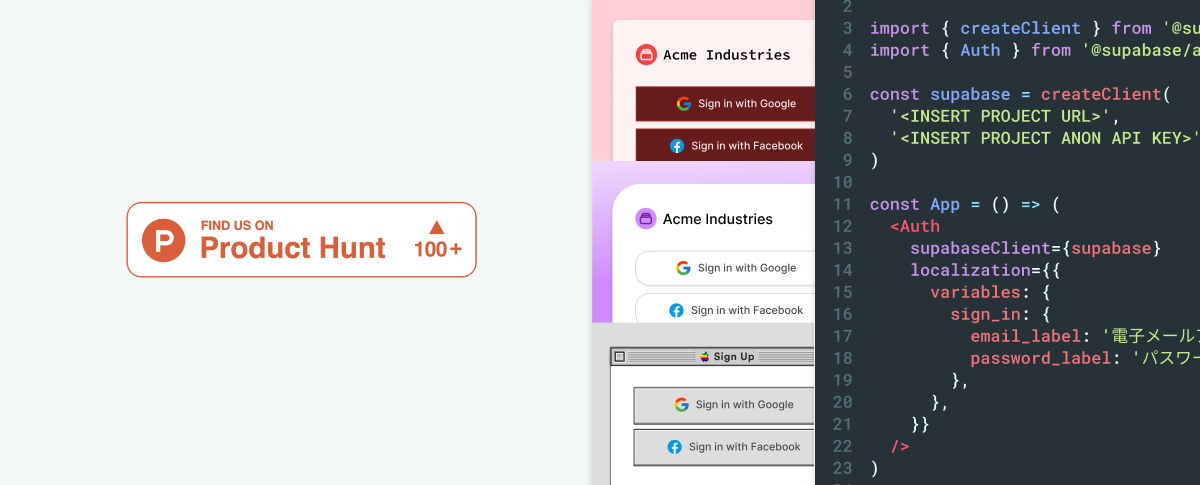 FIND US ON
Product Hunt
100+
Acme Industries
Sign in with Google
Sign in with Facebook
Acme Industries
Sign in with Google
Sign in with Facebook
Sign Up
Sign in with Google
Sign in with Facebook
2
3 import { createClient } from '@su
4 import { Auth } from '@supabase/a
5
6 const supabase = createClient(
7 '<INSERT PROJECT URL>',
8 '<INSERT PROJECT ANON API KEY>'
9 )
10
11 const App = () => (
12 <Auth
13 supabaseClient={supabase}
14 localization={{
15 variables: {
16 sign_in: {
17 email_label: '電子メール
18 password_label: 'パスワー
19 },
20 },
21 }}
22 />
23 )